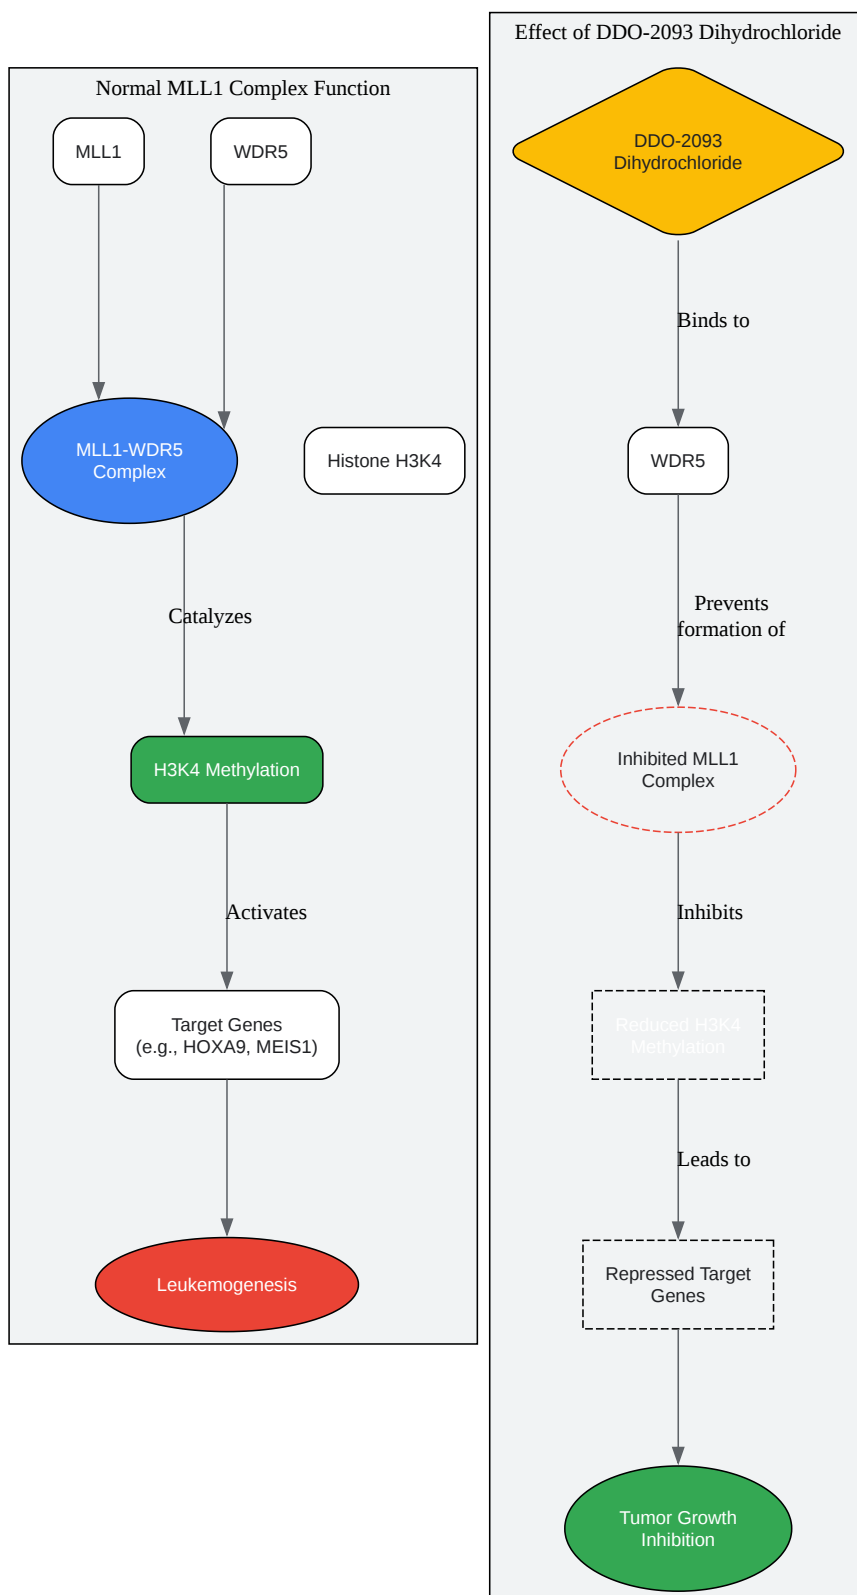 Normal MLL1 Complex Function
MLL1
WDR5
MLL1-WDR5
Complex
Histone H3K4
Catalyzes
H3K4 Methylation
Activates
Target Genes
(e.g., HOXA9, MEIS1)
Leukemogenesis
Effect of DDO-2093 Dihydrochloride
DDO-2093
Dihydrochloride
Binds to
WDR5
Prevents
formation of
Inhibited MLL1
Complex
Inhibits
Reduced H3K4
Methylation
Leads to
Repressed Target
Genes
Tumor Growth
Inhibition